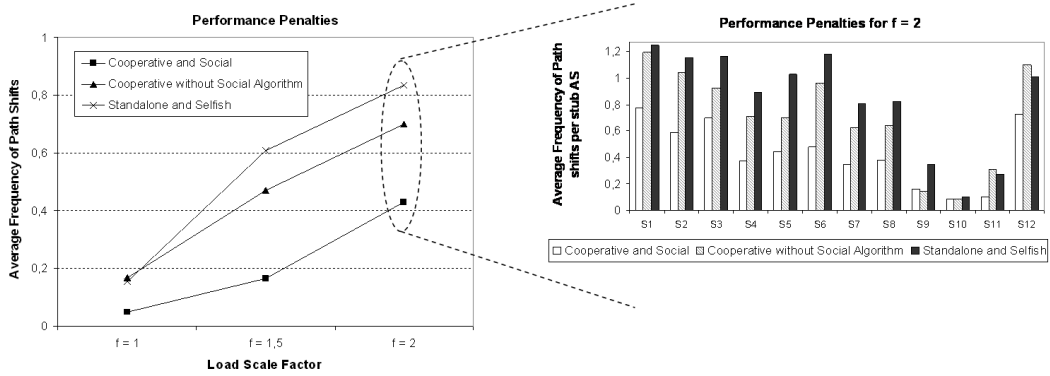 Performance Penalties
Average Frequency of Path Shifts
1
0,8
0,6
0,4
0,2
0
Cooperative and Social
Cooperative without Social Algorithm
Standalone and Selfish
f = 1
f = 1,5
f = 2
Load Scale Factor
Performance Penalties for f = 2
Average Frequency of Path
shifts per stub AS
1,2
1
0,8
0,6
0,4
0,2
0
S1 S2 S3 S4 S5 S6 S7 S8 S9 S10 S11 S12
Cooperative and Social Cooperative without Social Algorithm Standalone and Selfish